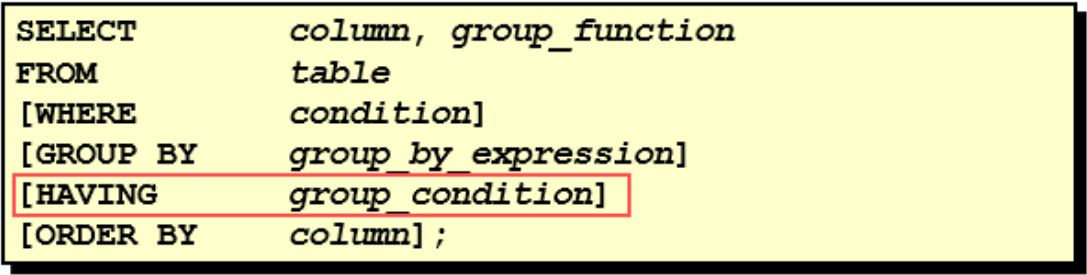 SELECT column, group_function
FROM table
[WHERE condition]
[GROUP BY group_by_expression]
[HAVING group_condition]
[ORDER BY column];